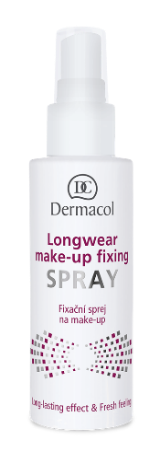 DC
Dermacol
Longwear
make-up fixing
SPRAY
Fixační sprej
na make-up
Long-lasting effect & Fresh feeling